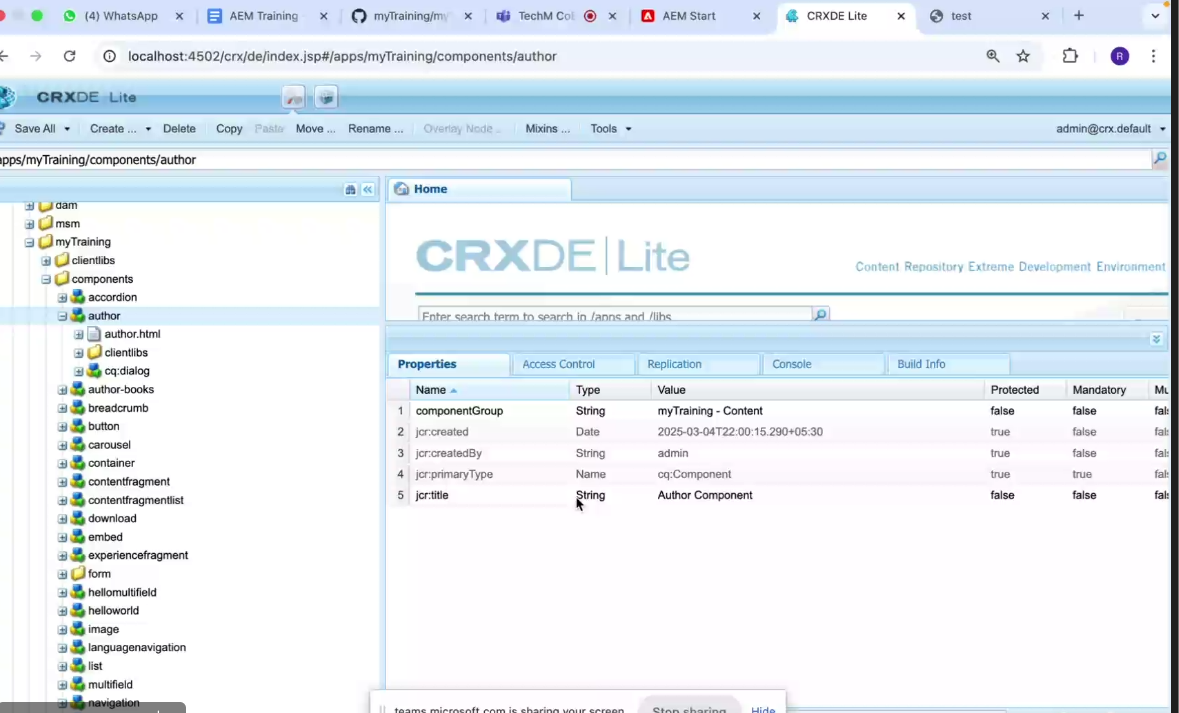 (4) WhatsApp AEM Training myTraining/my TechM Col AEM Start CRXDE Lite test
localhost:4502/crx/de/index.jsp#/apps/myTraining/components/author R
CRXDE Lite
Save All Create ... Delete Copy Paste Move ... Rename ... Overlay Node ... Mixins ... Tools admin@crx.default
apps/myTraining/components/author
Home
dam
msm
myTraining
clientlibs
components
accordion
author
author.html
clientlibs
cq:dialog
author-books
breadcrumb
button
carousel
container
contentfragment
contentfragmentlist
download
embed
experiencefragment
form
hellomultifield
helloworld
image
languagenavigation
list
multifield
navigation
CRXDE Lite
Content Repository Extreme Development Environment
Enter search term to search in /apps and /libs
Properties Access Control Replication Console Build Info
Name Type Value Protected Mandatory Mu
1 componentGroup String myTraining - Content false false fals
2 jcr:created Date 2025-03-04T22:00:15.290+05:30 true false fals
3 jcr:createdBy String admin true false fals
4 jcr:primaryType Name cq:Component true true fals
5 jcr:title String Author Component false false fals
teams.microsoft.com is sharing your screen. Stop sharing Hide